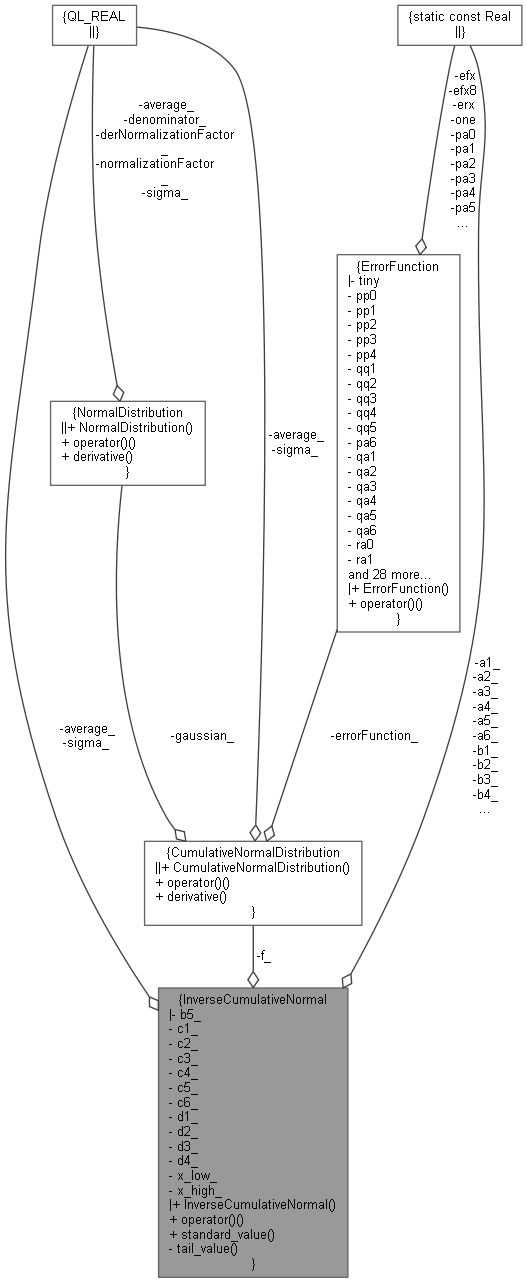 {QL_REAL
||}
{static const Real
||}
-average_
-denominator_
-derNormalizationFactor
_
-normalizationFactor
_
-sigma_
-efx
-efx8
-erx
-one
-pa0
-pa1
-pa2
-pa3
-pa4
-pa5
...
{ErrorFunction
|- tiny
- pp0
- pp1
- pp2
- pp3
- pp4
- qq1
- qq2
- qq3
- qq4
- qq5
- pa6
- qa1
- qa2
- qa3
- qa4
- qa5
- qa6
- ra0
- ra1
and 28 more...
|+ ErrorFunction()
+ operator()()
}
{NormalDistribution
||+ NormalDistribution()
+ operator()()
+ derivative()
}
-average_
-sigma_
-average_
-sigma_
-gaussian_
-errorFunction_
-a1_
-a2_
-a3_
-a4_
-a5_
-a6_
-b1_
-b2_
-b3_
-b4_
...
{CumulativeNormalDistribution
||+ CumulativeNormalDistribution()
+ operator()()
+ derivative()
}
-f_
{InverseCumulativeNormal
|- b5_
- c1_
- c2_
- c3_
- c4_
- c5_
- c6_
- d1_
- d2_
- d3_
- d4_
- x_low_
- x_high_
|+ InverseCumulativeNormal()
+ operator()()
+ standard_value()
- tail_value()
}